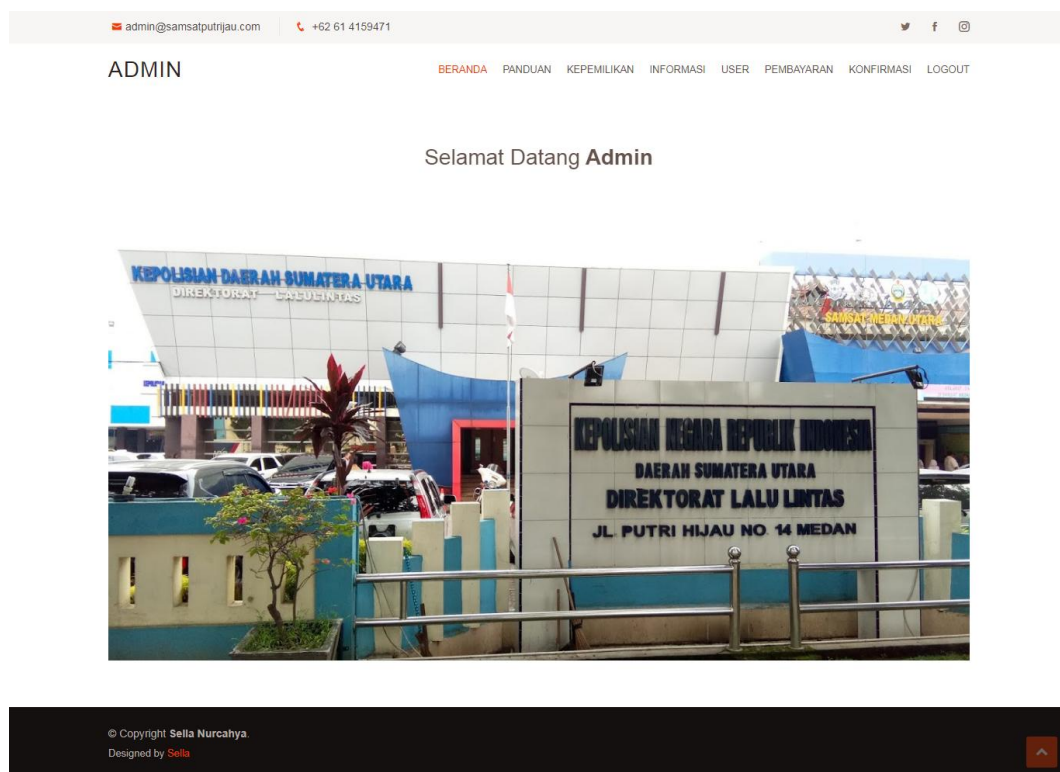 admin@samsatputrijau.com
+62 61 4159471
ADMIN
BERANDA PANDUAN KEPEMILIKAN INFORMASI USER PEMBAYARAN KONFIRMASI LOGOUT
Selamat Datang Admin
KEPOLISIAN DAERAH SUMATERA UTARA
DIREKTORAT LALULINTAS
SAMSAT MEDAN UTARA
KEPOLISIAN NEGARA REPUBLIK INDONESIA
DAERAH SUMATERA UTARA
DIREKTORAT LALU LINTAS
JL. PUTRI HIJAU NO. 14 MEDAN
© Copyright Sella Nurcahya.
Designed by Sella